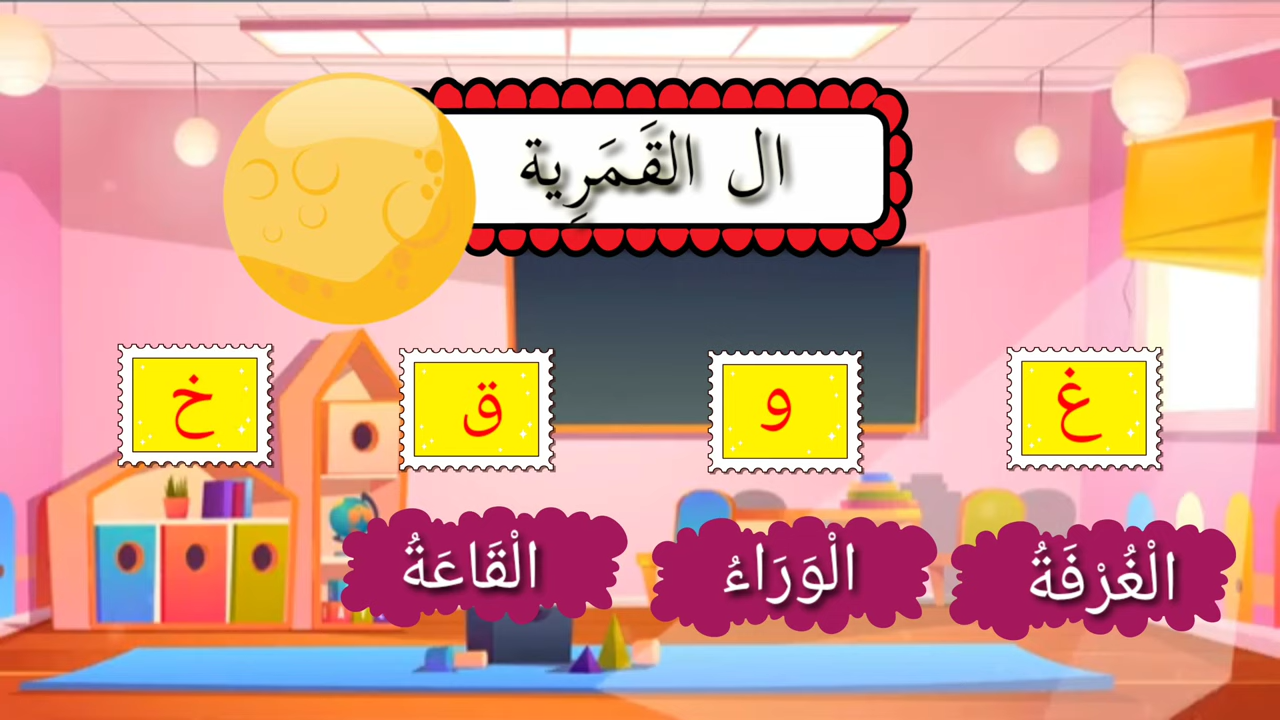 ال القَمَرِية
غ و ق خ
الْغُرْفَةُ الْوَرَاءُ الْقَاعَةُ